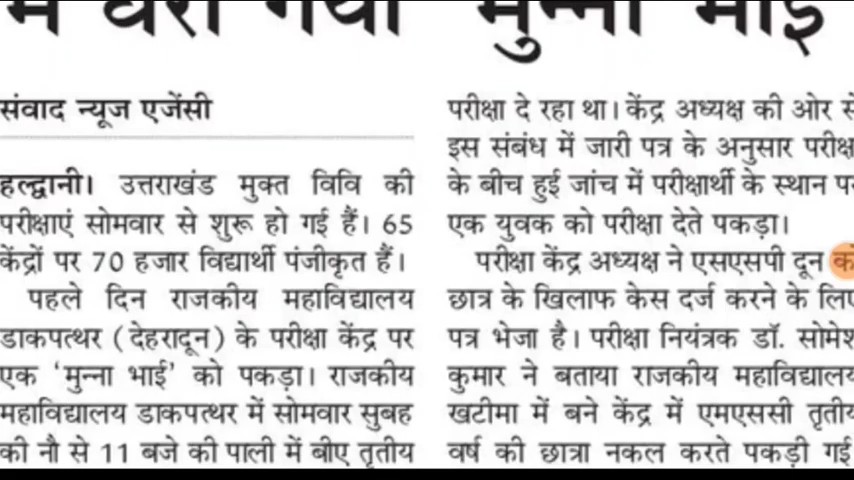 में धरा गया मुन्ना भाई
संवाद न्यूज एजेंसी
हल्द्वानी। उत्तराखंड मुक्त विवि की
परीक्षाएं सोमवार से शुरू हो गई हैं। 65
केंद्रों पर 70 हजार विद्यार्थी पंजीकृत हैं।
पहले दिन राजकीय महाविद्यालय
डाकपत्थर (देहरादून) के परीक्षा केंद्र पर
एक ‘मुन्ना भाई’ को पकड़ा। राजकीय
महाविद्यालय डाकपत्थर में सोमवार सुबह
की नौ से 11 बजे की पाली में बीए तृतीय
परीक्षा दे रहा था। केंद्र अध्यक्ष की ओर से
इस संबंध में जारी पत्र के अनुसार परीक्षा
के बीच हुई जांच में परीक्षार्थी के स्थान पर
एक युवक को परीक्षा देते पकड़ा।
परीक्षा केंद्र अध्यक्ष ने एसएसपी दून को
छात्र के खिलाफ केस दर्ज करने के लिए
पत्र भेजा है। परीक्षा नियंत्रक डॉ. सोमेश
कुमार ने बताया राजकीय महाविद्यालय
खटीमा में बने केंद्र में एमएससी तृतीय
वर्ष की छात्रा नकल करते पकड़ी गई